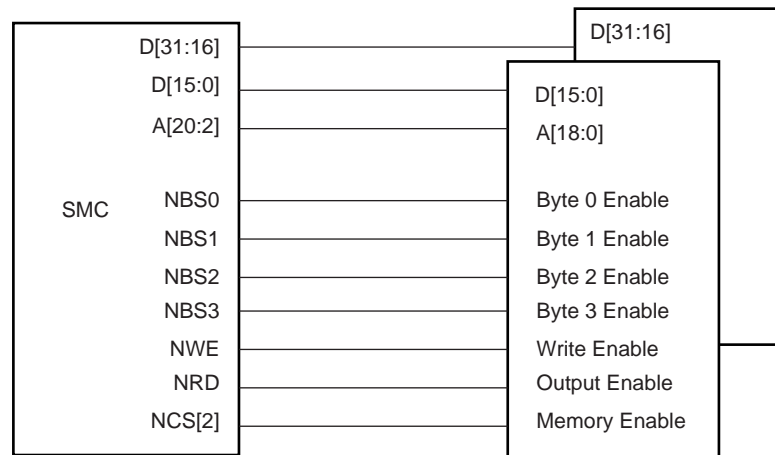 D[31:16] D[31:16]
D[15:0] D[15:0]
A[20:2] A[18:0]
SMC
NBS0 Byte 0 Enable
NBS1 Byte 1 Enable
NBS2 Byte 2 Enable
NBS3 Byte 3 Enable
NWE Write Enable
NRD Output Enable
NCS[2] Memory Enable